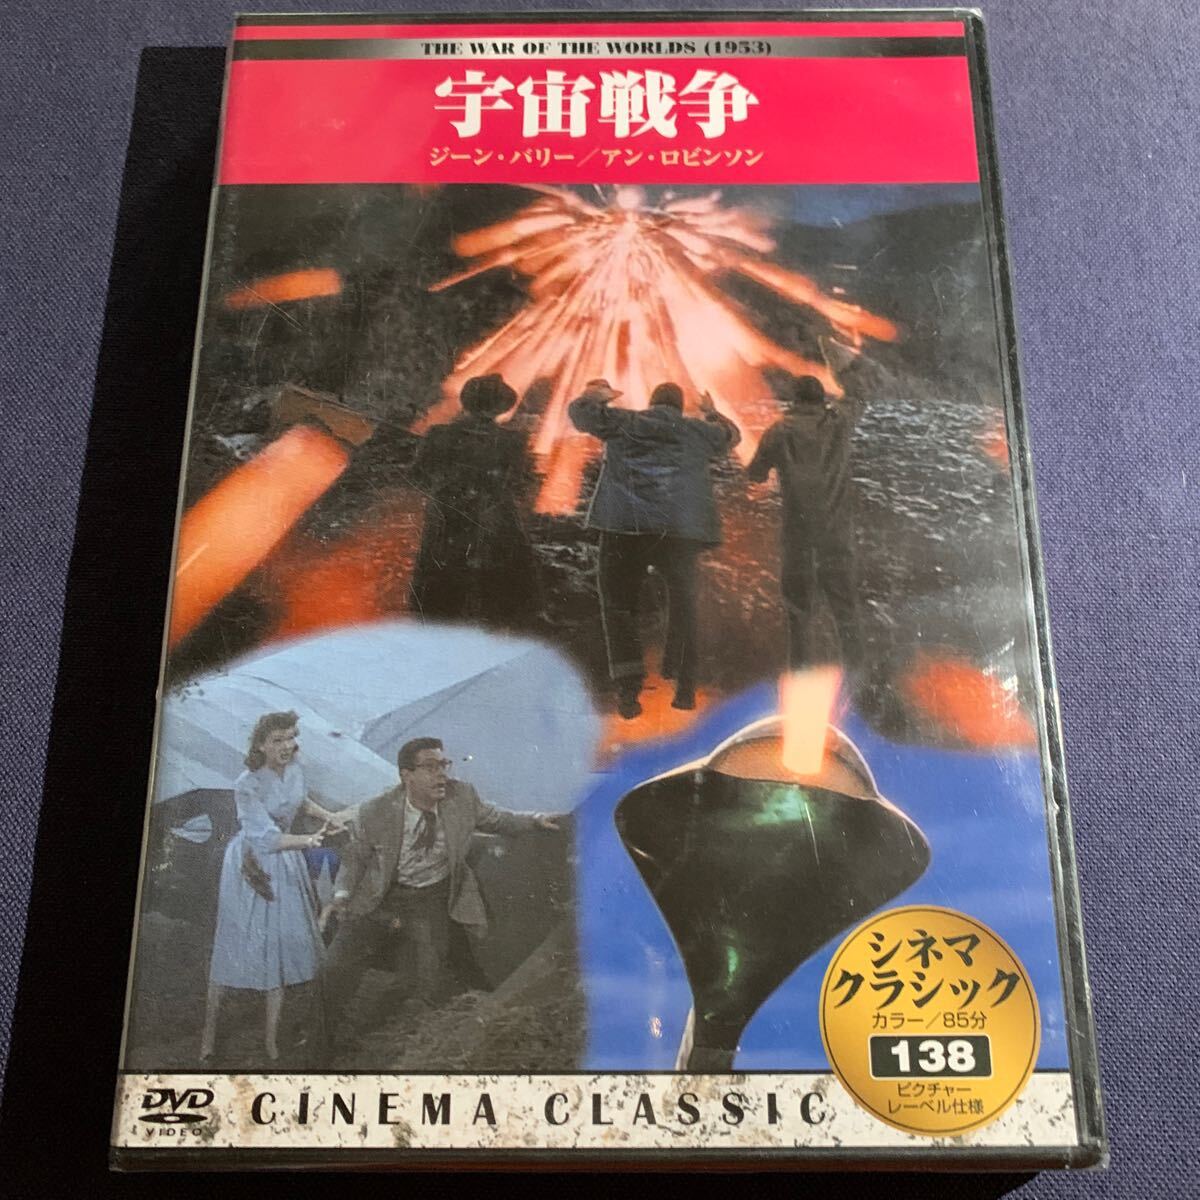 THE WAR OF THE WORLDS (1953)
宇宙戦争
ジーン・バリー／アン・ロビンソン
シネマ
クラシック
カラー／85分
138
ピクチャー
レーベル仕様
DVD
VIDEO
CINEMA CLASSIC